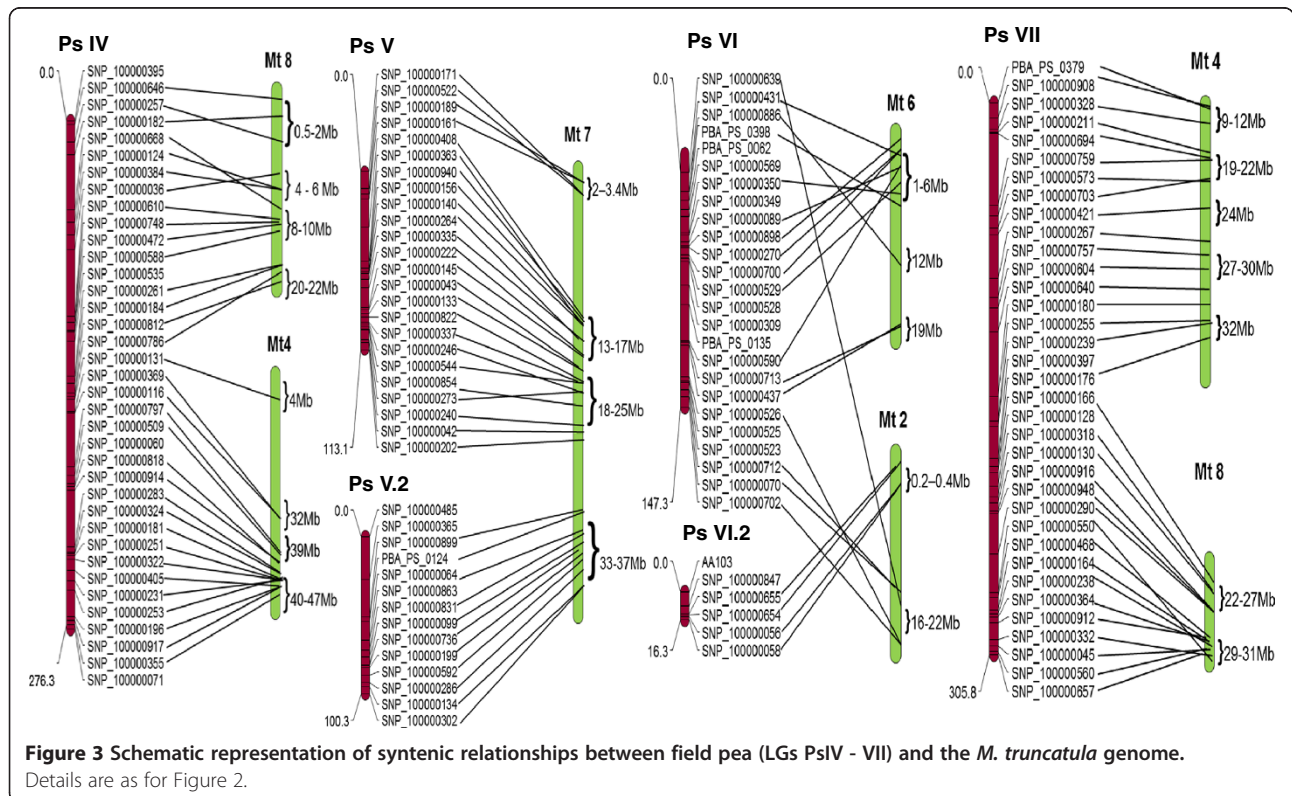 Ps IV
0.0
SNP_100000395
SNP_100000646
SNP_100000257
SNP_100000182
SNP_100000668
SNP_100000124
SNP_100000384
SNP_100000036
SNP_100000610
SNP_100000748
SNP_100000472
SNP_100000588
SNP_100000535
SNP_100000261
SNP_100000184
SNP_100000812
SNP_100000786
SNP_100000131
SNP_100000369
SNP_100000116
SNP_100000797
SNP_100000509
SNP_100000060
SNP_100000818
SNP_100000914
SNP_100000283
SNP_100000324
SNP_100000181
SNP_100000251
SNP_100000322
SNP_100000405
SNP_100000231
SNP_100000253
SNP_100000196
SNP_100000917
SNP_100000355
SNP_100000071
276.3
Mt 8
0.5-2Mb
4 - 6 Mb
8-10Mb
20-22Mb
Mt4
4Mb
32Mb
39Mb
40-47Mb
Ps V
0.0
SNP_100000171
SNP_100000522
SNP_100000189
SNP_100000161
SNP_100000408
SNP_100000363
SNP_100000940
SNP_100000156
SNP_100000140
SNP_100000264
SNP_100000335
SNP_100000222
SNP_100000145
SNP_100000043
SNP_100000133
SNP_100000822
SNP_100000337
SNP_100000246
SNP_100000544
SNP_100000854
SNP_100000273
SNP_100000240
SNP_100000042
SNP_100000202
113.1
Ps V.2
0.0
SNP_100000485
SNP_100000365
SNP_100000899
PBA_PS_0124
SNP_100000064
SNP_100000863
SNP_100000831
SNP_100000099
SNP_100000736
SNP_100000199
SNP_100000592
SNP_100000286
SNP_100000134
SNP_100000302
100.3
Mt 7
2–3.4Mb
13-17Mb
18-25Mb
33-37Mb
Ps VI
0.0
SNP_100000639
SNP_100000431
SNP_100000886
PBA_PS_0398
PBA_PS_0062
SNP_100000569
SNP_100000350
SNP_100000349
SNP_100000089
SNP_100000898
SNP_100000270
SNP_100000700
SNP_100000529
SNP_100000528
SNP_100000309
PBA_PS_0135
SNP_100000590
SNP_100000713
SNP_100000437
SNP_100000526
SNP_100000525
SNP_100000523
SNP_100000712
SNP_100000070
SNP_100000702
147.3
Ps VI.2
0.0
AA103
SNP_100000847
SNP_100000655
SNP_100000654
SNP_100000056
SNP_100000058
16.3
Mt 6
1-6Mb
12Mb
19Mb
Mt 2
0.2–0.4Mb
16-22Mb
Ps VII
0.0
PBA_PS_0379
SNP_100000908
SNP_100000328
SNP_100000211
SNP_100000694
SNP_100000759
SNP_100000573
SNP_100000703
SNP_100000421
SNP_100000267
SNP_100000757
SNP_100000604
SNP_100000640
SNP_100000180
SNP_100000255
SNP_100000239
SNP_100000397
SNP_100000176
SNP_100000166
SNP_100000128
SNP_100000318
SNP_100000130
SNP_100000916
SNP_100000948
SNP_100000290
SNP_100000550
SNP_100000468
SNP_100000164
SNP_100000238
SNP_100000364
SNP_100000912
SNP_100000332
SNP_100000045
SNP_100000560
SNP_100000657
305.8
Mt 4
9-12Mb
19-22Mb
24Mb
27-30Mb
32Mb
Mt 8
22-27Mb
29-31Mb
Figure 3 Schematic representation of syntenic relationships between field pea (LGs PsIV - VII) and the M. truncatula genome.
Details are as for Figure 2.